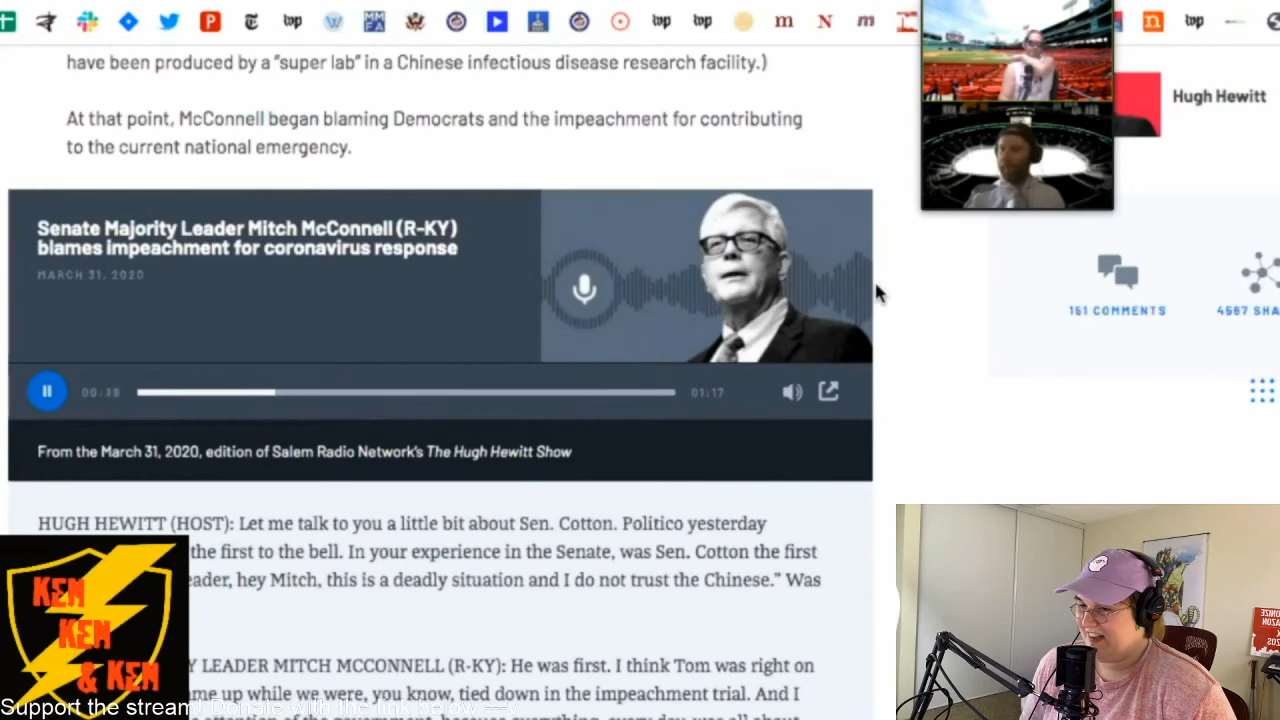 have been produced by a "super lab" in a Chinese infectious disease research facility.)
Hugh Hewitt
At that point, McConnell began blaming Democrats and the impeachment for contributing
to the current national emergency.
Senate Majority Leader Mitch McConnell (R-KY)
blames impeachment for coronavirus response
MARCH 31, 2020
151 COMMENTS
4567 SHA
01:17
From the March 31, 2020, edition of Salem Radio Network's The Hugh Hewitt Show
HUGH HEWITT (HOST): Let me talk to you a little bit about Sen. Cotton. Politico yesterday
the first to the bell. In your experience in the Senate, was Sen. Cotton the first
eader, hey Mitch, this is a deadly situation and I do not trust the Chinese." Was
KEM
KEM
& KEM
Y LEADER MITCH MCCONNELL (R-KY): He was first. I think Tom was right on
ame up while we were, you know, tied down in the impeachment trial. And I
Support the stream! Donate with the link below